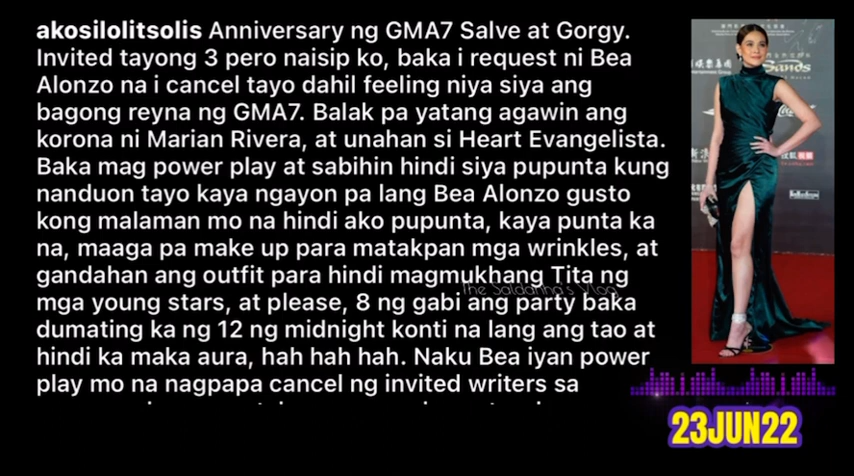 akosilolitsolis Anniversary ng GMA7 Salve at Gorgy.
Invited tayong 3 pero naisip ko, baka i request ni Bea
Alonzo na i cancel tayo dahil feeling niya siya ang
bagong reyna ng GMA7. Balak pa yatang agawin ang
korona ni Marian Rivera, at unahan si Heart Evangelista.
Baka mag power play at sabihin hindi siya pupunta kung
nanduon tayo kaya ngayon pa lang Bea Alonzo gusto
kong malaman mo na hindi ako pupunta, kaya punta ka
na, maaga pa make up para matakpan mga wrinkles, at
gandahan ang outfit para hindi magmukhang Tita ng
The Saldanha's Vlog
mga young stars, at please, 8 ng gabi ang party baka
dumating ka ng 12 ng midnight konti na lang ang tao at
hindi ka maka aura, hah hah hah. Naku Bea iyan power
play mo na nagpapa cancel ng invited writers sa
Sands
23JUN22